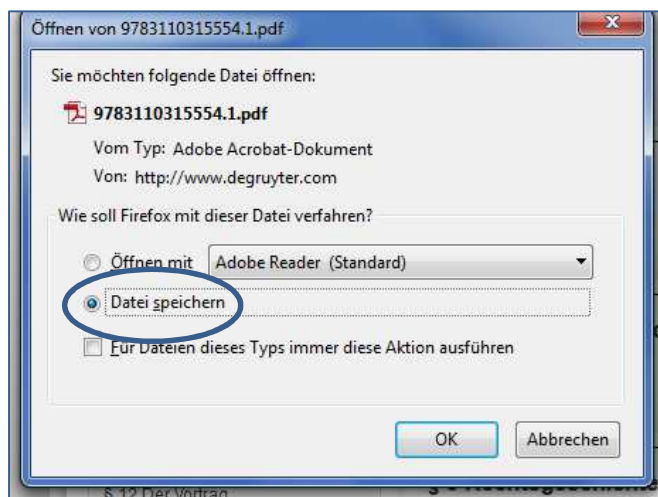 Öffnen von 9783110315554.1.pdf
Sie möchten folgende Datei öffnen:
9783110315554.1.pdf
Vom Typ: Adobe Acrobat-Dokument
Von: http://www.degruyter.com
Wie soll Firefox mit dieser Datei verfahren?
Öffnen mit Adobe Reader (Standard)
Datei speichern
Für Dateien dieses Typs immer diese Aktion ausführen
OK Abbrechen
§ 12 Der Vortrag